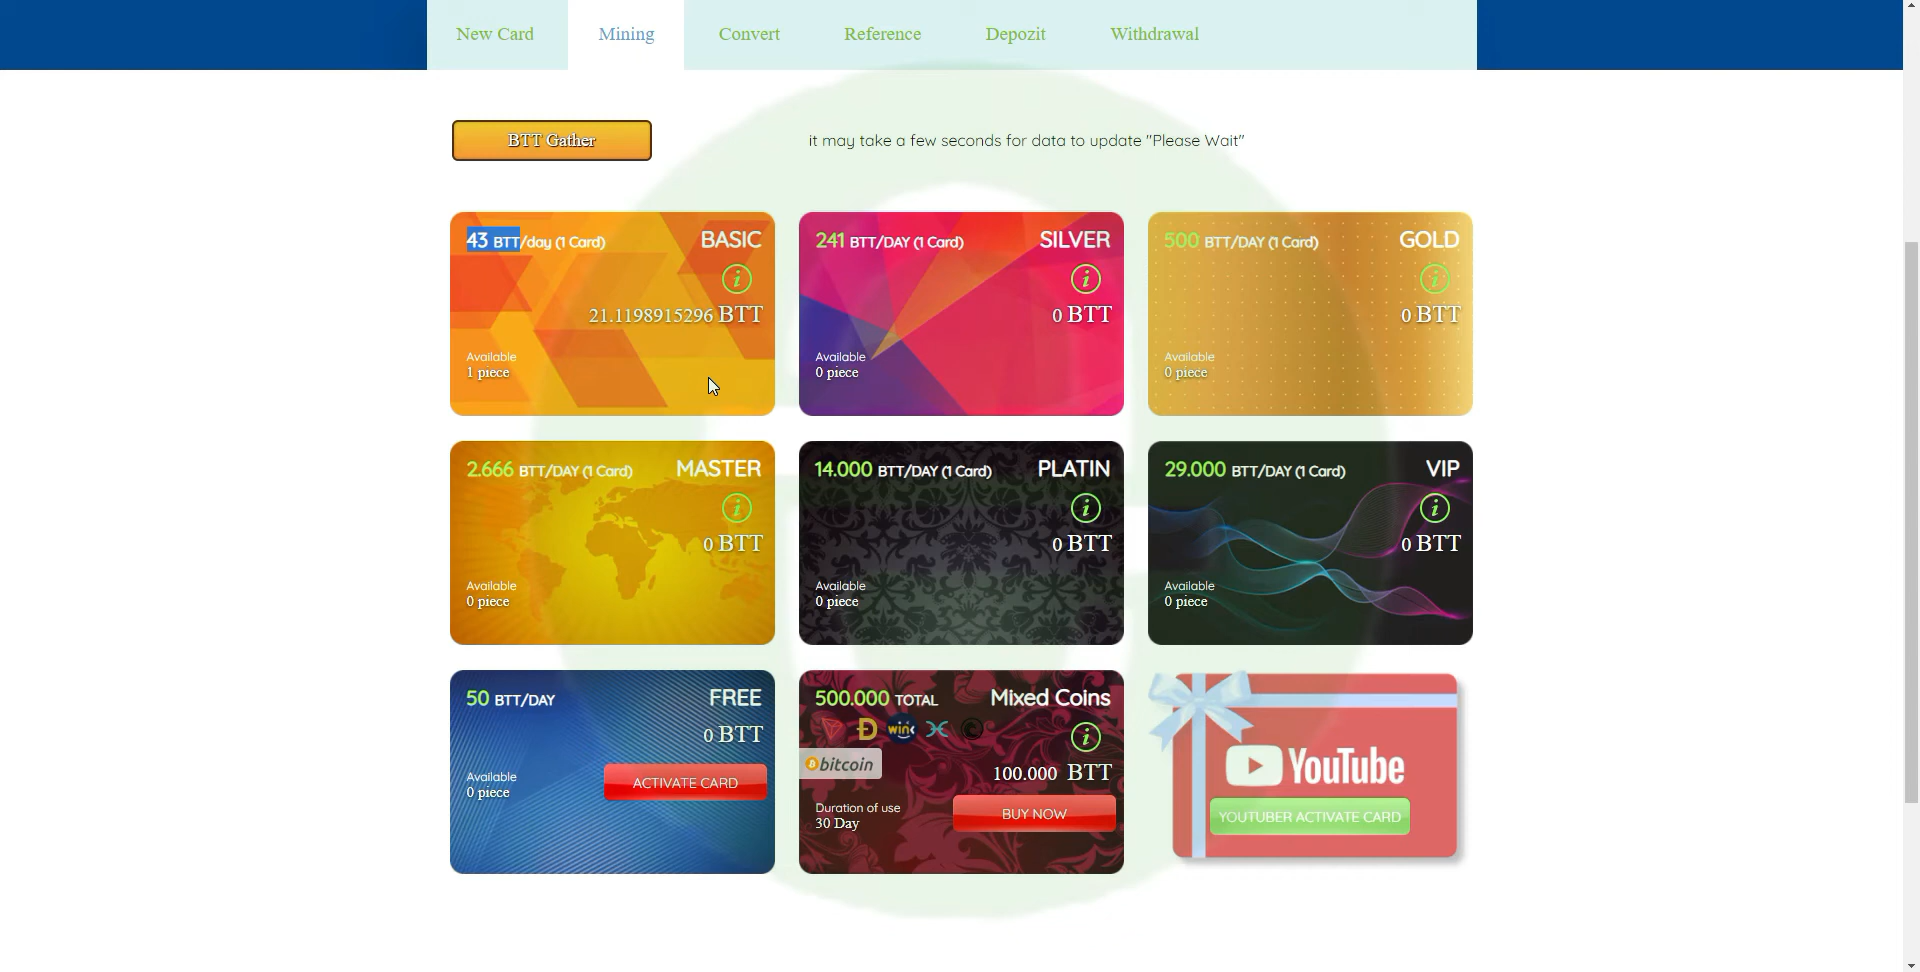 New Card
Mining
Convert
Reference
Depozit
Withdrawal
BTT Gather
it may take a few seconds for data to update "Please Wait"
43 BTT/day (1 Card)
BASIC
i
21.1198915296 BTT
Available
1 piece
241 BTT/DAY (1 Card)
SILVER
i
0 BTT
Available
0 piece
500 BTT/DAY (1 Card)
GOLD
i
0 BTT
Available
0 piece
2.666 BTT/DAY (1 Card)
MASTER
i
0 BTT
Available
0 piece
14.000 BTT/DAY (1 Card)
PLATIN
i
0 BTT
Available
0 piece
29.000 BTT/DAY (1 Card)
VIP
i
0 BTT
Available
0 piece
50 BTT/DAY
FREE
0 BTT
Available
0 piece
ACTIVATE CARD
500.000 TOTAL
Mixed Coins
WIN
i
bitcoin
100.000 BTT
Duration of use
30 Day
BUY NOW
YouTube
YOUTUBER ACTIVATE CARD